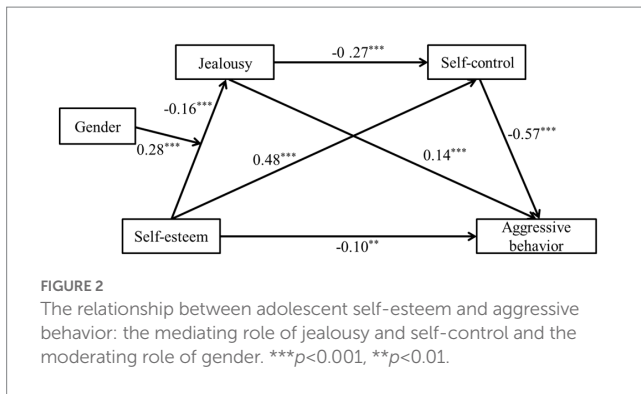 -0 .27***
Jealousy
Self-control
-0.16***
Gender
0.28***
0.48***
0.14***
-0.57***
Self-esteem
-0.10**
Aggressive
behavior
FIGURE 2
The relationship between adolescent self-esteem and aggressive
behavior: the mediating role of jealousy and self-control and the
moderating role of gender. ***p<0.001, **p<0.01.